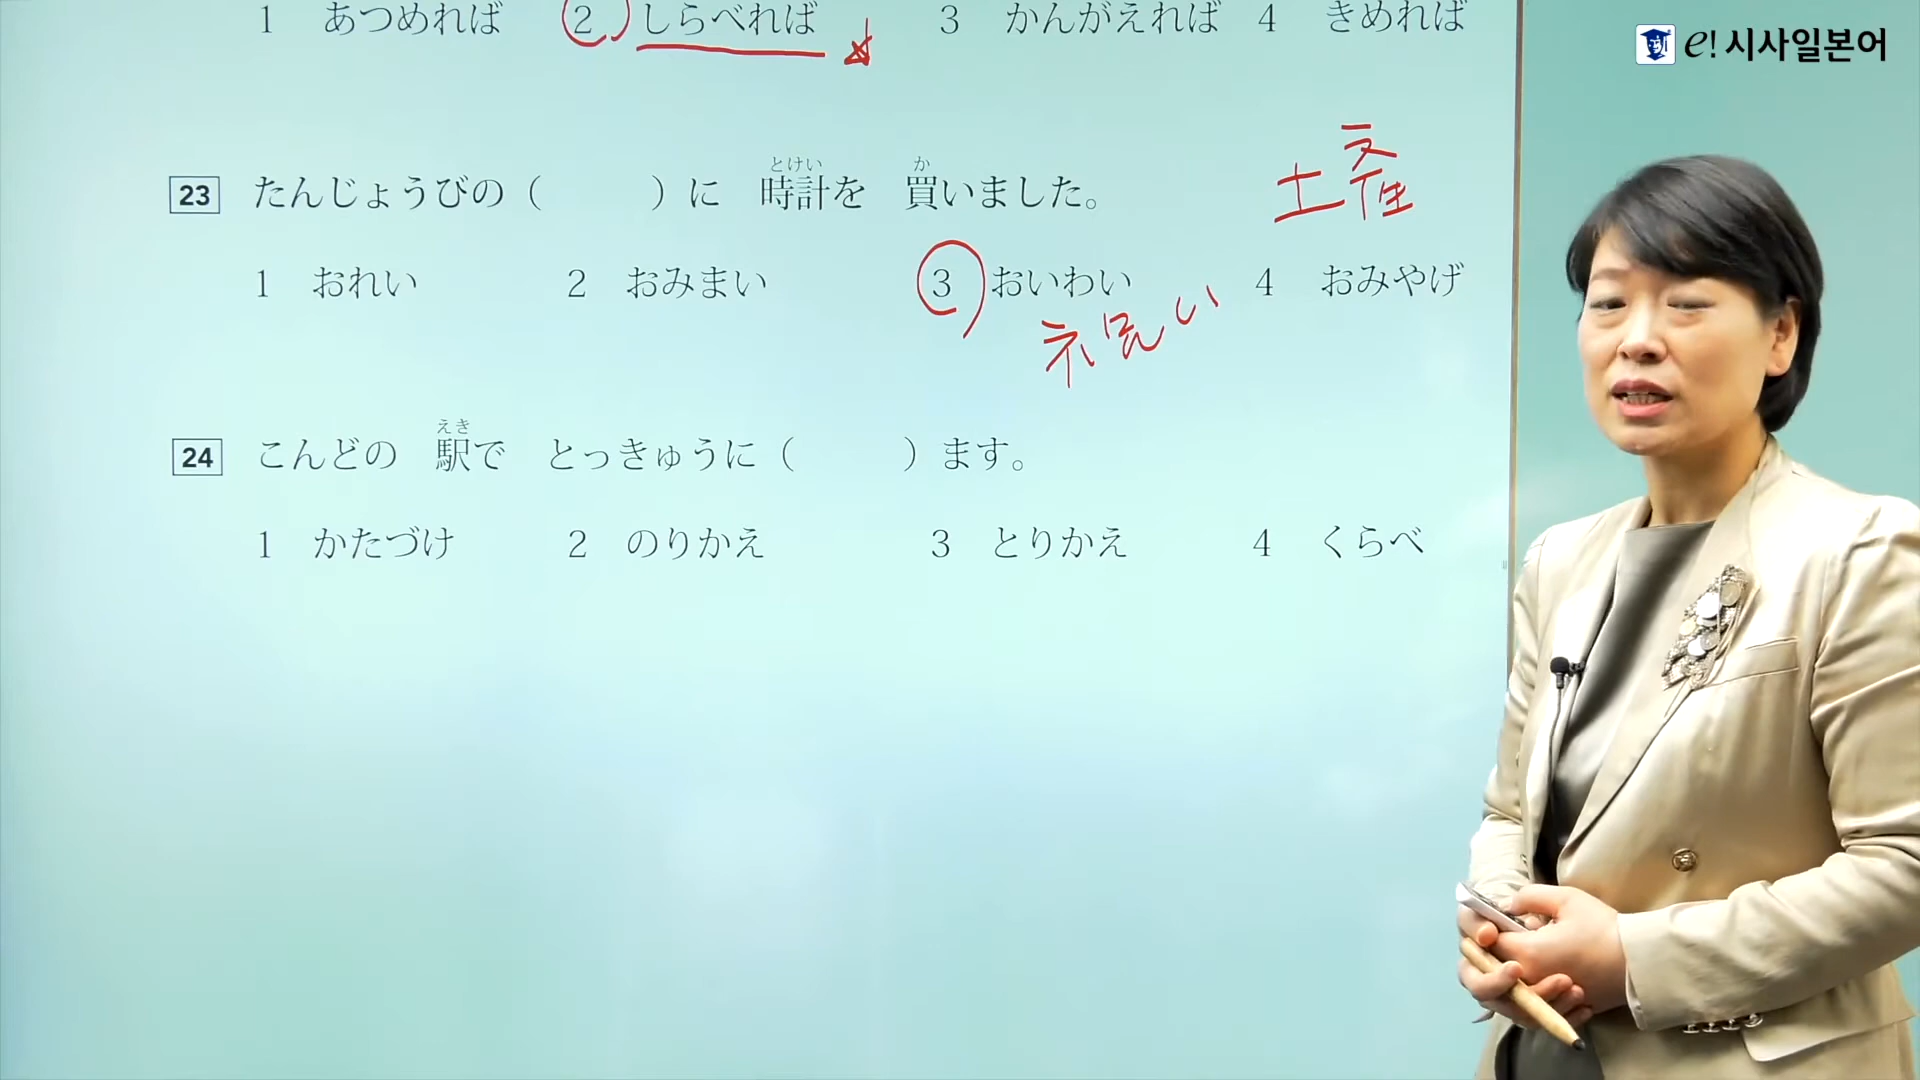 1 あつめれば 2 しらべれば 3 かんがえれば 4 きめれば
e! 시사일본어
土産
とけい か
23 たんじょうびの（ ）に 時計を 買いました。
1 おれい 2 おみまい 3 おいわい 4 おみやげ
祝い
えき
24 こんどの 駅で とっきゅうに（ ）ます。
1 かたづけ 2 のりかえ 3 とりかえ 4 くらべ